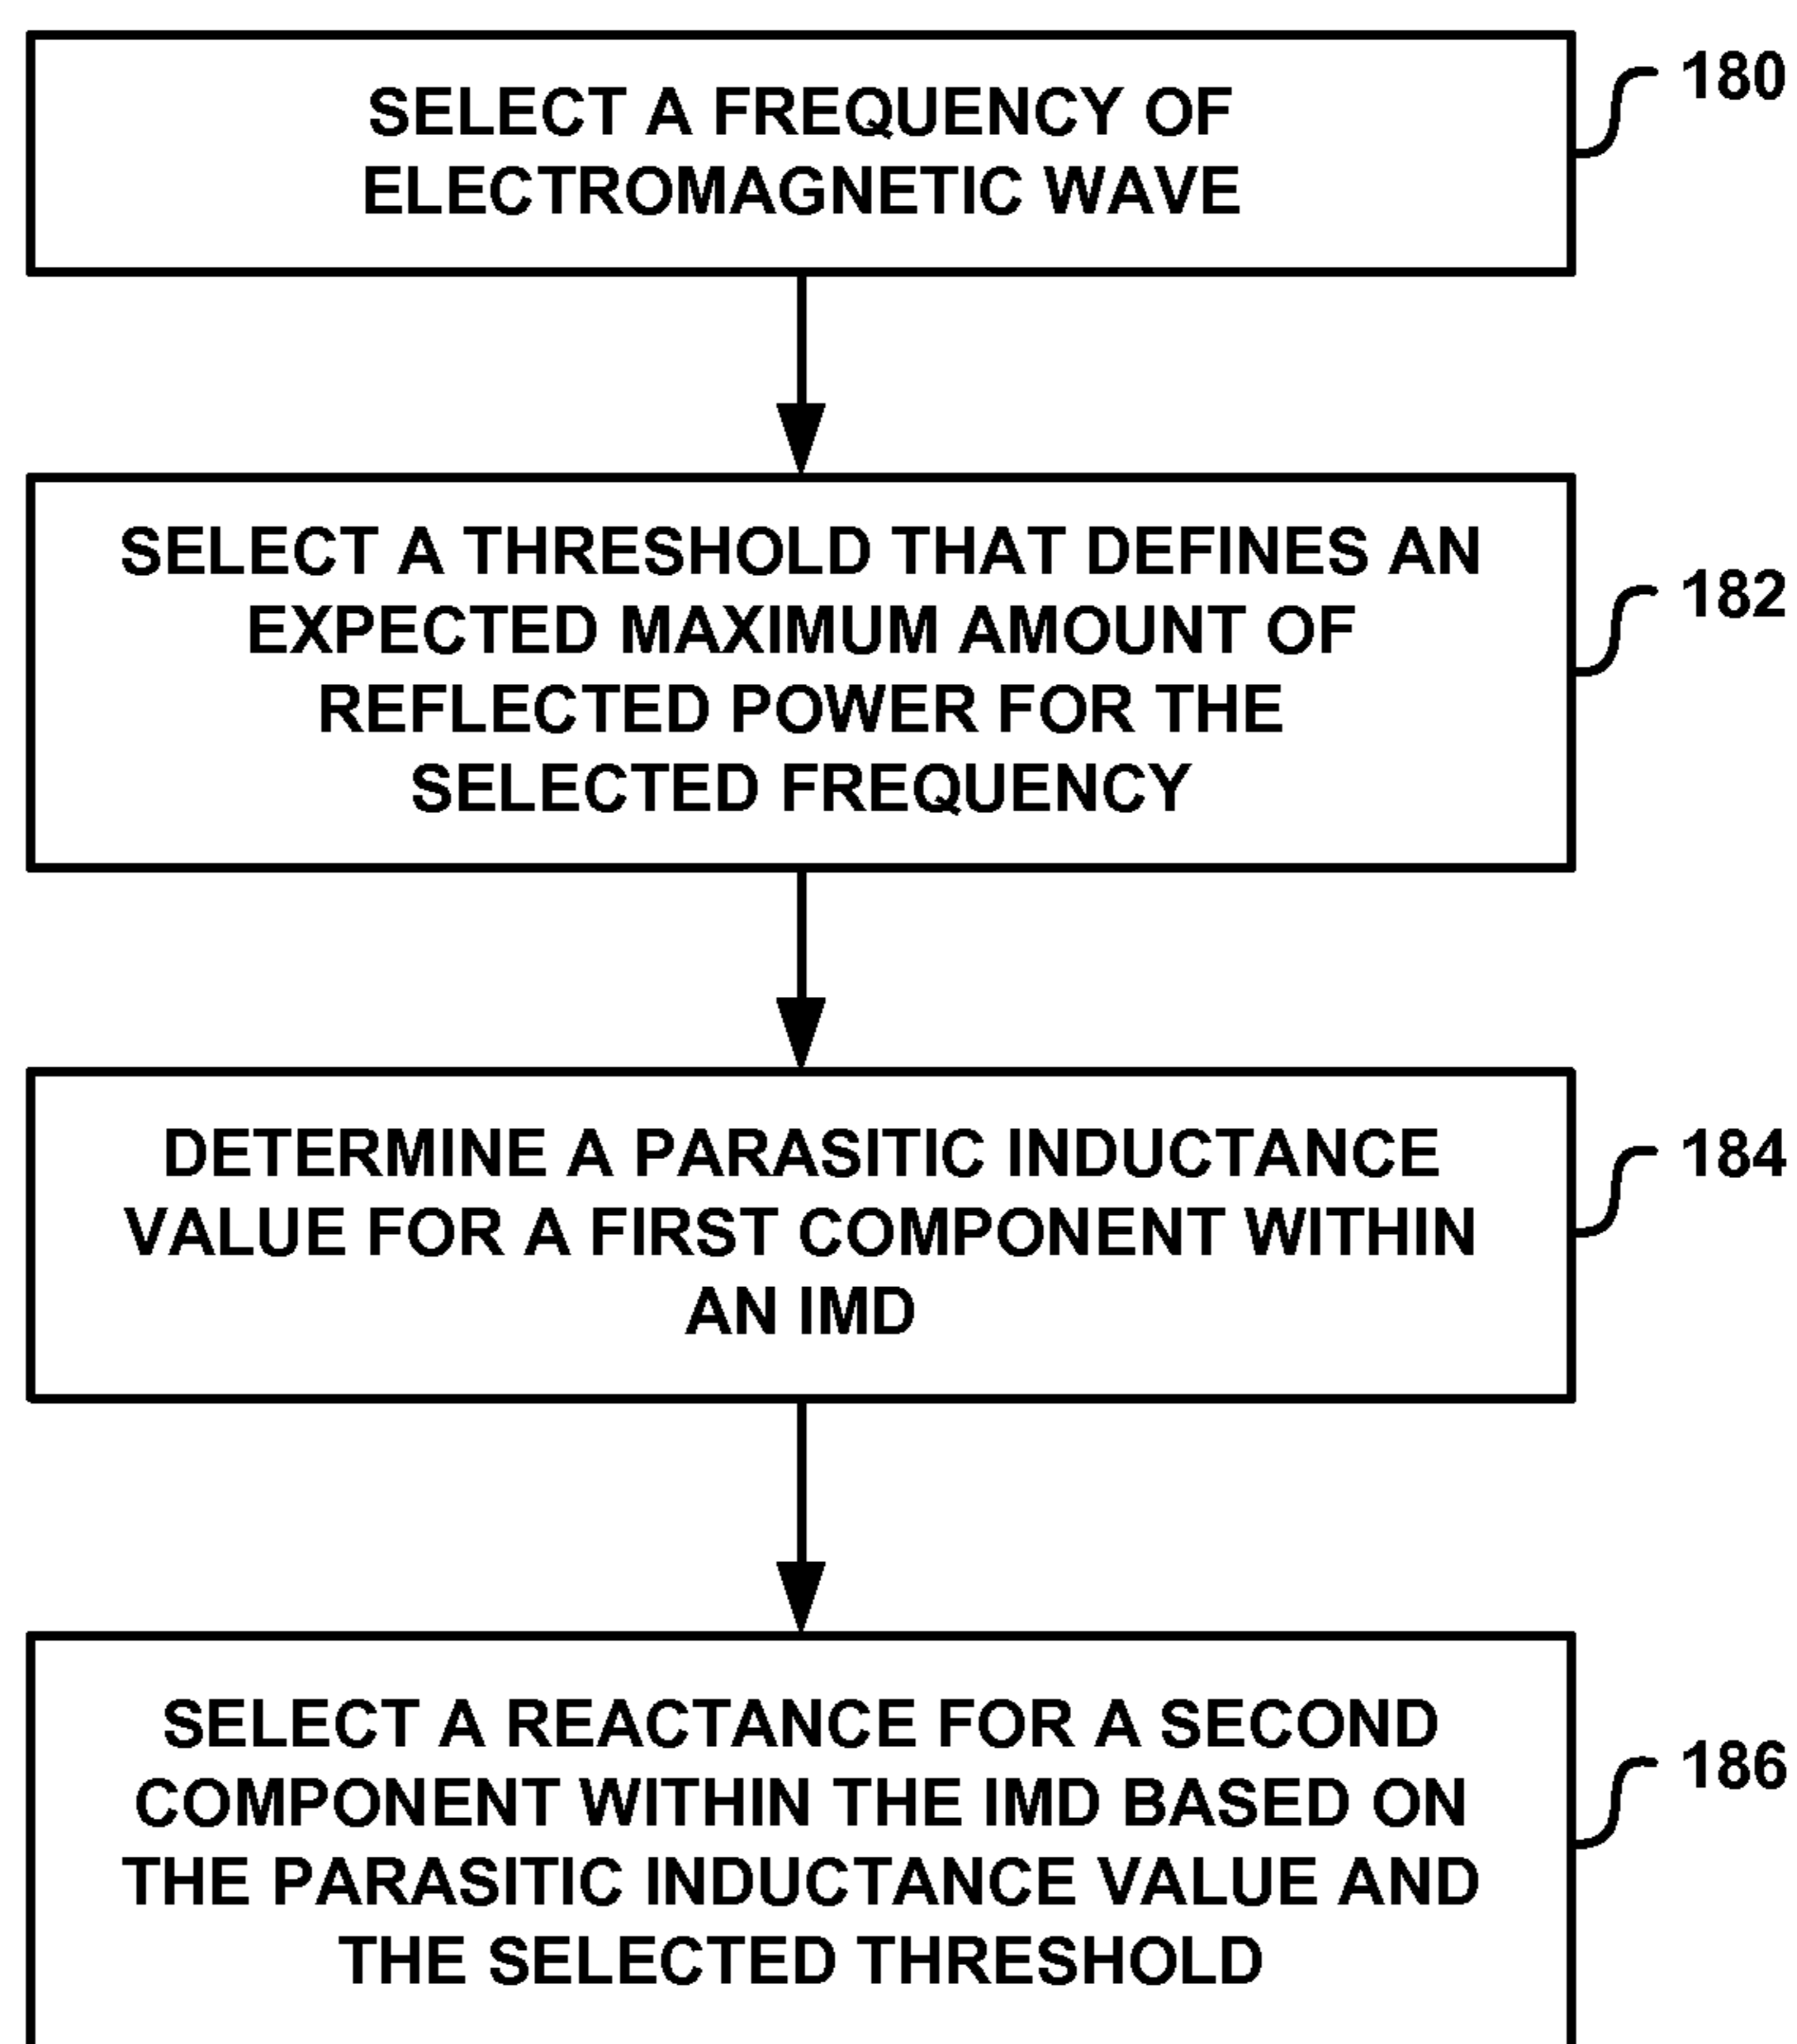 SELECT A FREQUENCY OF
ELECTROMAGNETIC WAVE
180
SELECT A THRESHOLD THAT DEFINES AN
EXPECTED MAXIMUM AMOUNT OF
REFLECTED POWER FOR THE
SELECTED FREQUENCY
182
DETERMINE A PARASITIC INDUCTANCE
VALUE FOR A FIRST COMPONENT WITHIN
AN IMD
184
SELECT A REACTANCE FOR A SECOND
COMPONENT WITHIN THE IMD BASED ON
THE PARASITIC INDUCTANCE VALUE AND
THE SELECTED THRESHOLD
186